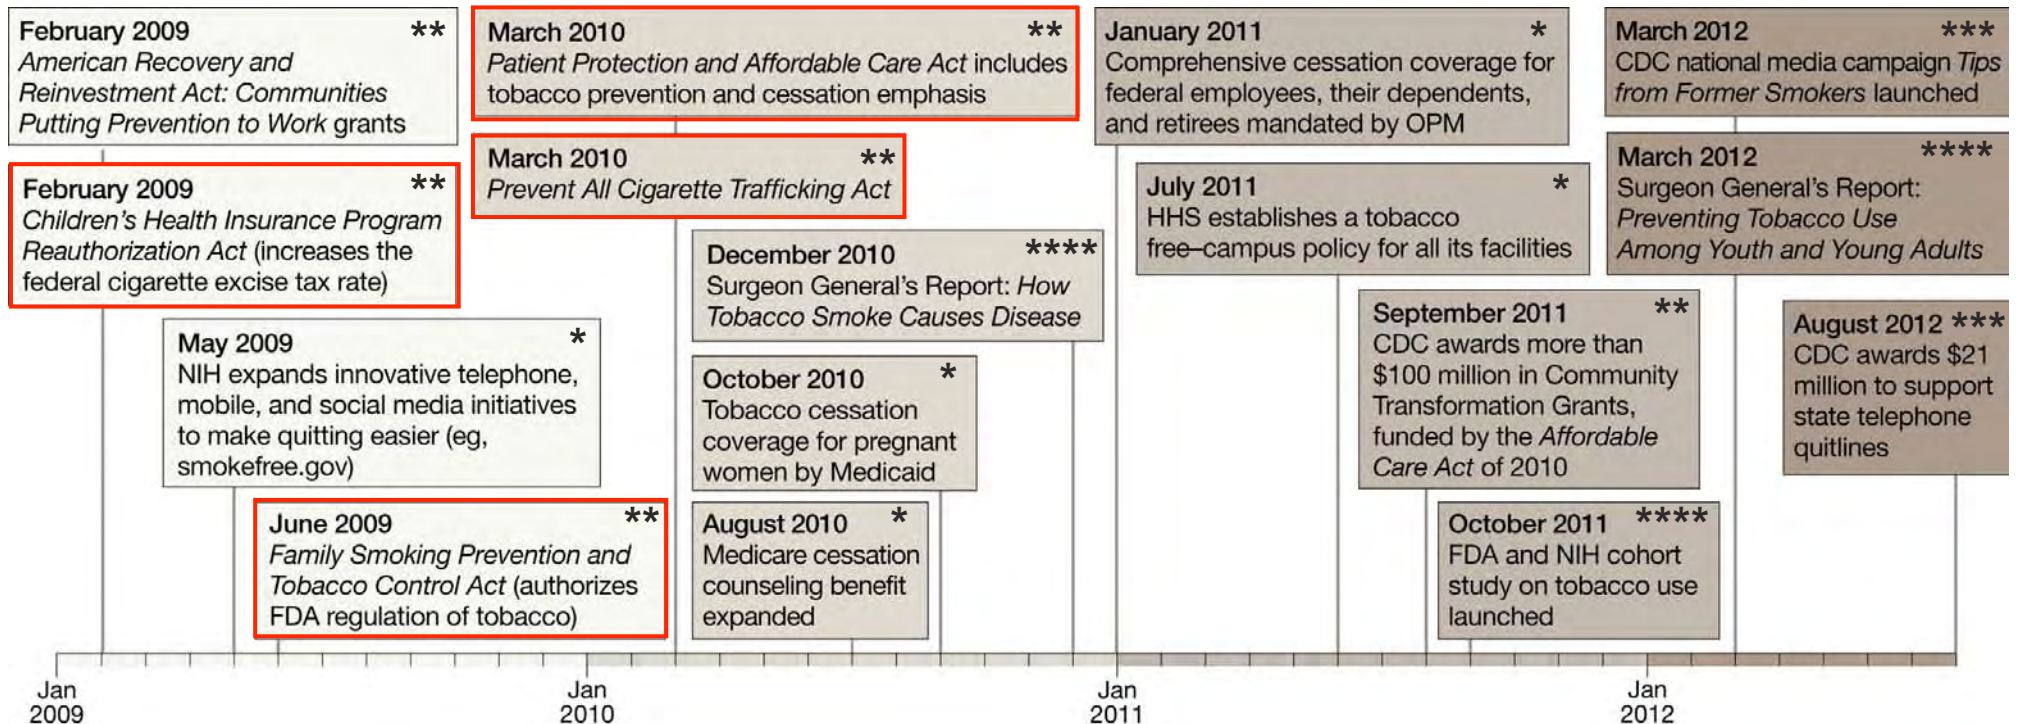 February 2009 **
American Recovery and
Reinvestment Act: Communities
Putting Prevention to Work grants
February 2009 **
Children's Health Insurance Program
Reauthorization Act (increases the
federal cigarette excise tax rate)
May 2009 *
NIH expands innovative telephone,
mobile, and social media initiatives
to make quitting easier (eg,
smokefree.gov)
June 2009 **
Family Smoking Prevention and
Tobacco Control Act (authorizes
FDA regulation of tobacco)
March 2010 **
Patient Protection and Affordable Care Act includes
tobacco prevention and cessation emphasis
March 2010 **
Prevent All Cigarette Trafficking Act
December 2010 ****
Surgeon General's Report: How
Tobacco Smoke Causes Disease
October 2010 *
Tobacco cessation
coverage for pregnant
women by Medicaid
August 2010 *
Medicare cessation
counseling benefit
expanded
January 2011 *
Comprehensive cessation coverage for
federal employees, their dependents,
and retirees mandated by OPM
July 2011 *
HHS establishes a tobacco
free–campus policy for all its facilities
September 2011 **
CDC awards more than
$100 million in Community
Transformation Grants,
funded by the Affordable
Care Act of 2010
October 2011 ****
FDA and NIH cohort
study on tobacco use
launched
March 2012 ***
CDC national media campaign Tips
from Former Smokers launched
March 2012 ****
Surgeon General's Report:
Preventing Tobacco Use
Among Youth and Young Adults
August 2012 ***
CDC awards $21
million to support
state telephone
quitlines
Jan
2009
Jan
2010
Jan
2011
Jan
2012